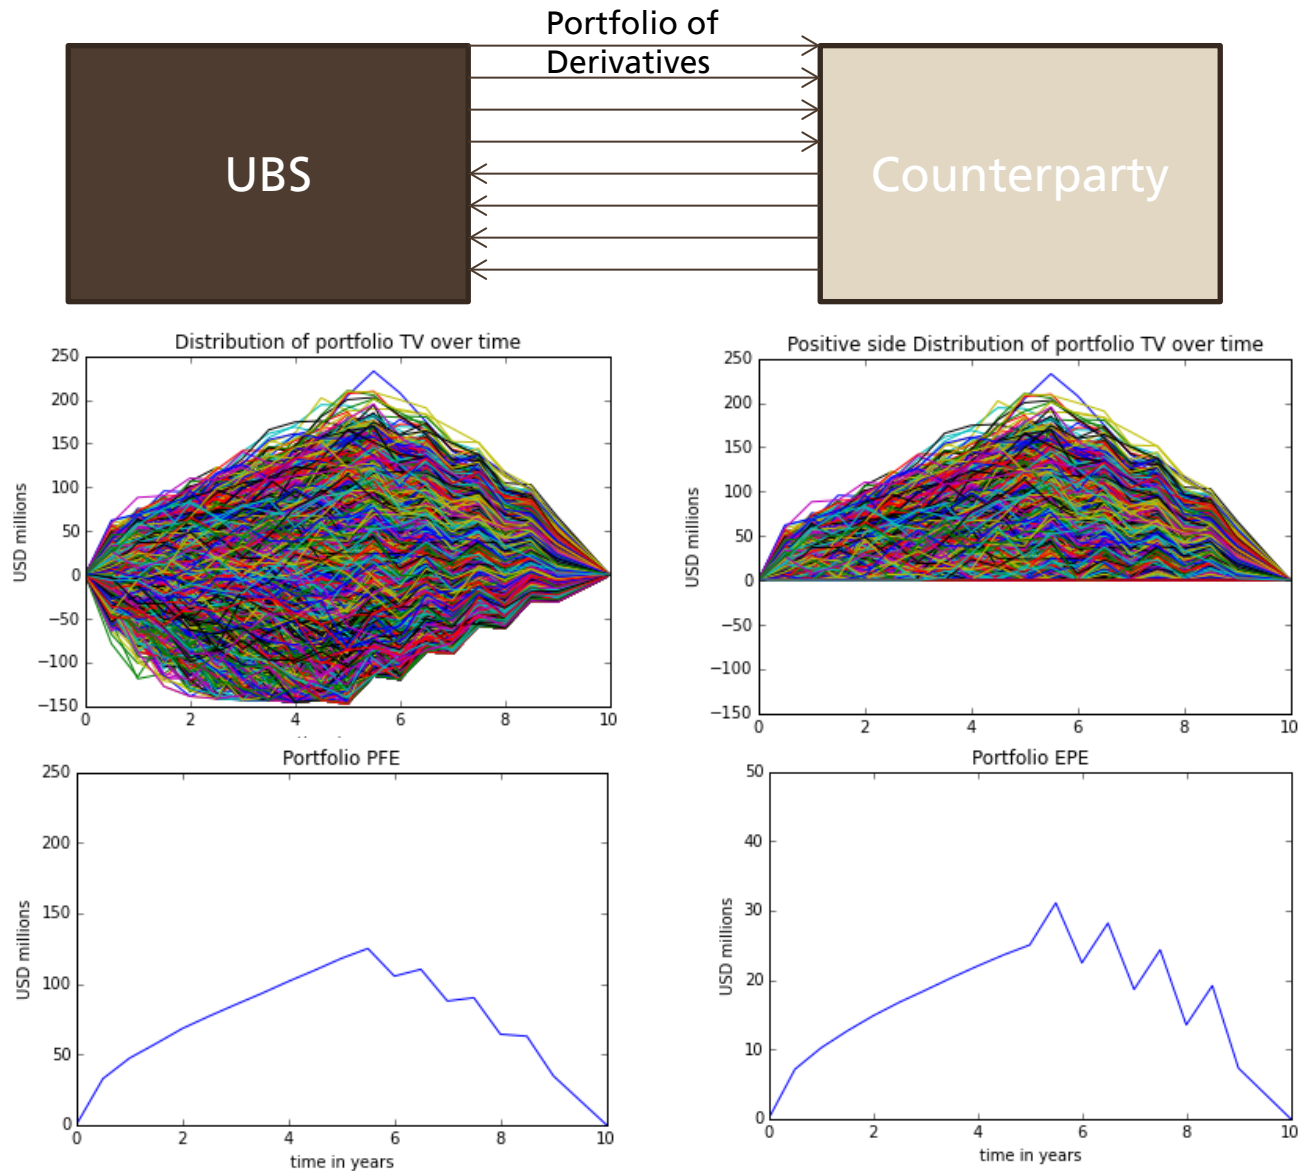 Portfolio of
Derivatives
UBS
Counterparty
Distribution of portfolio TV over time
250
200
150
100
50
0
−50
−100
−150
USD millions
0 2 4 6 8 10
Positive side Distribution of portfolio TV over time
250
200
150
100
50
0
−50
−100
−150
USD millions
0 2 4 6 8 10
Portfolio PFE
250
200
150
100
50
0
USD millions
0 2 4 6 8 10
time in years
Portfolio EPE
50
40
30
20
10
0
USD millions
0 2 4 6 8 10
time in years